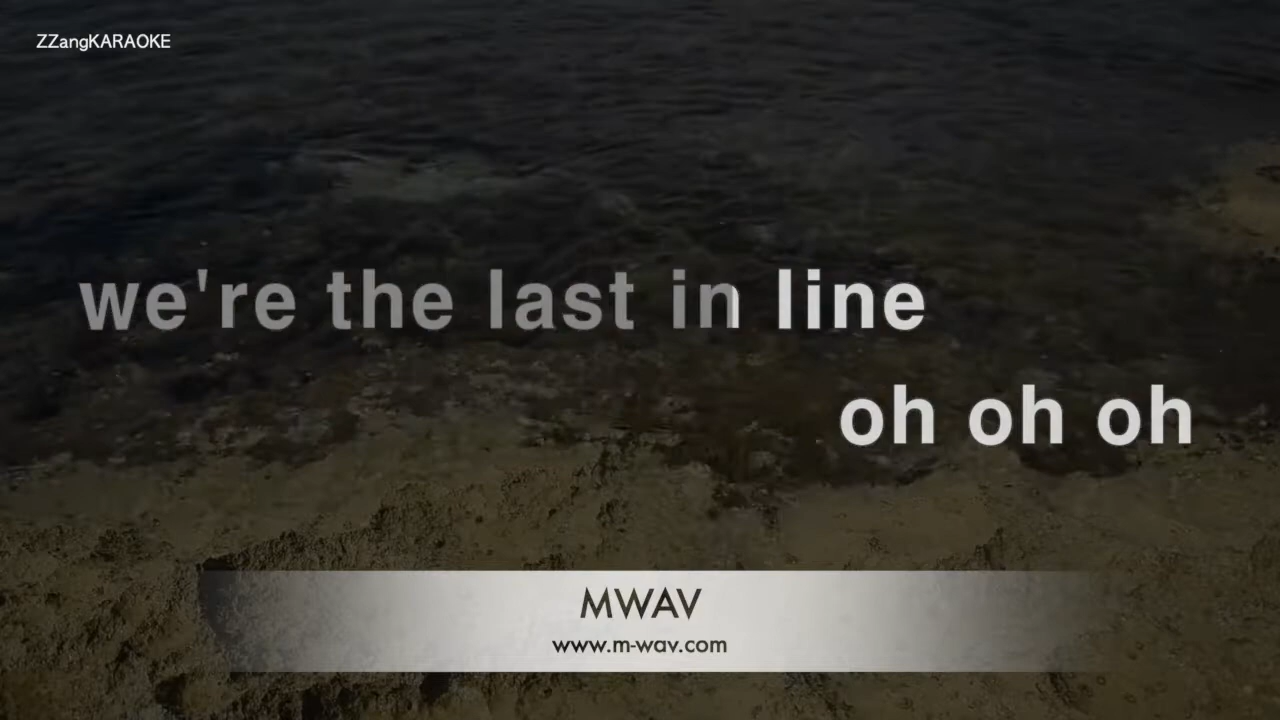 ZZangKARAOKE
we're the last in line
oh oh oh
MWAV
www.m-wav.com